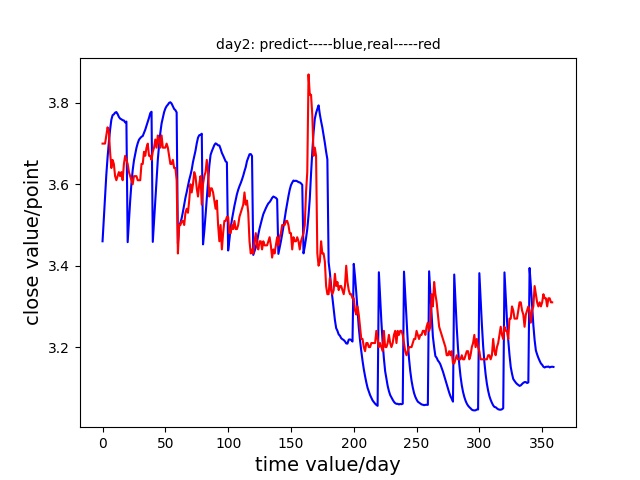 day2: predict-----blue,real-----red
close value/point
3.8
3.6
3.4
3.2
0 50 100 150 200 250 300 350
time value/day